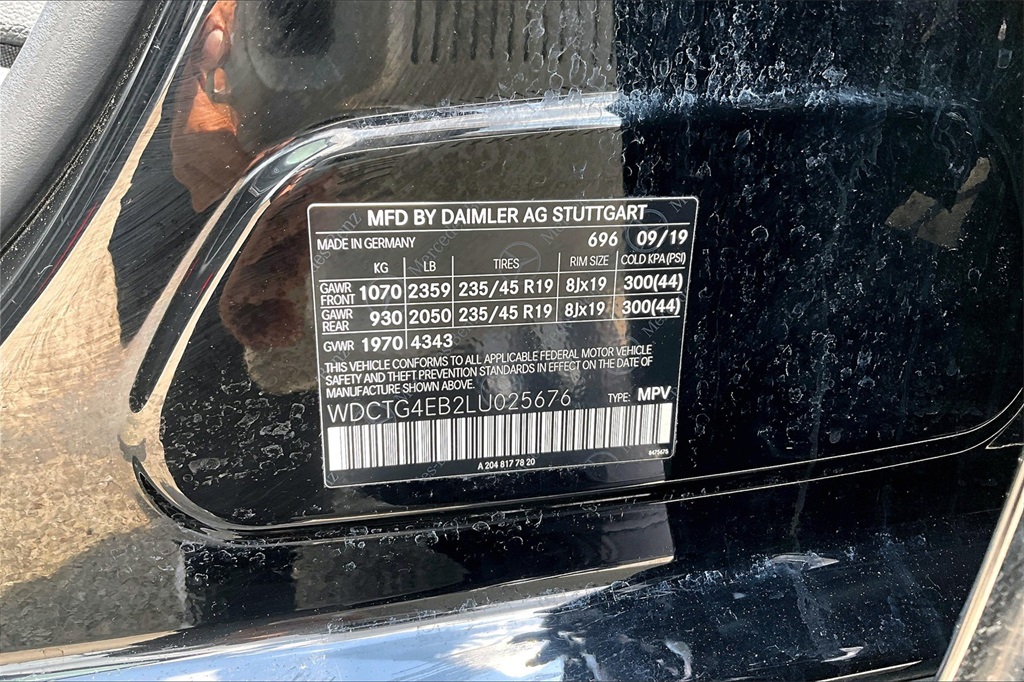 MFD BY DAIMLER AG STUTTGART
MADE IN GERMANY 696 09/19
KG LB TIRES RIM SIZE COLD KPA(PSI)
GAWR FRONT 1070 2359 235/45 R19 8Jx19 300(44)
GAWR REAR 930 2050 235/45 R19 8Jx19 300(44)
GVWR 1970 4343
THIS VEHICLE CONFORMS TO ALL APPLICABLE FEDERAL MOTOR VEHICLE
SAFETY AND THEFT PREVENTION STANDARDS IN EFFECT ON THE DATE OF
MANUFACTURE SHOWN ABOVE.
WDCTG4EB2LU025676 TYPE: MPV
A 204 817 78 20